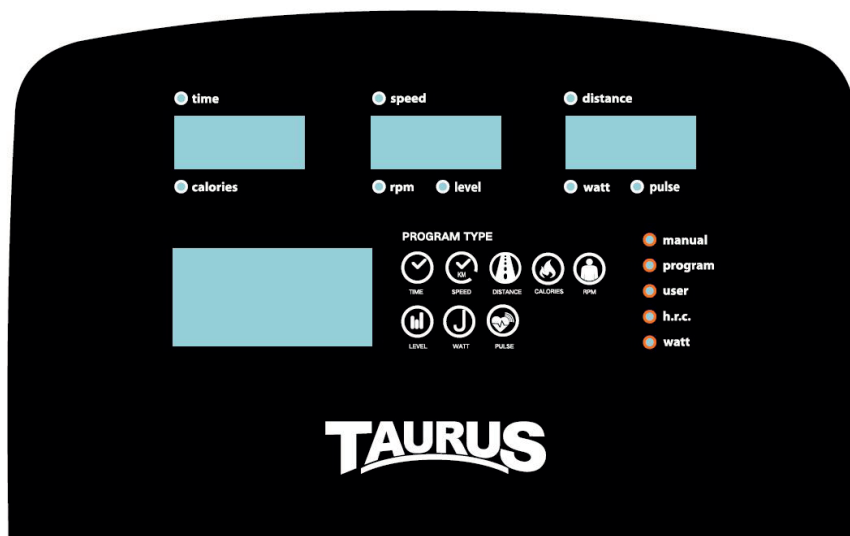 time speed distance
calories rpm level watt pulse
PROGRAM TYPE
TIME SPEED KM DISTANCE CALORIES RPM
LEVEL J WATT PULSE
manual
program
user
h.r.c.
watt
TAURUS